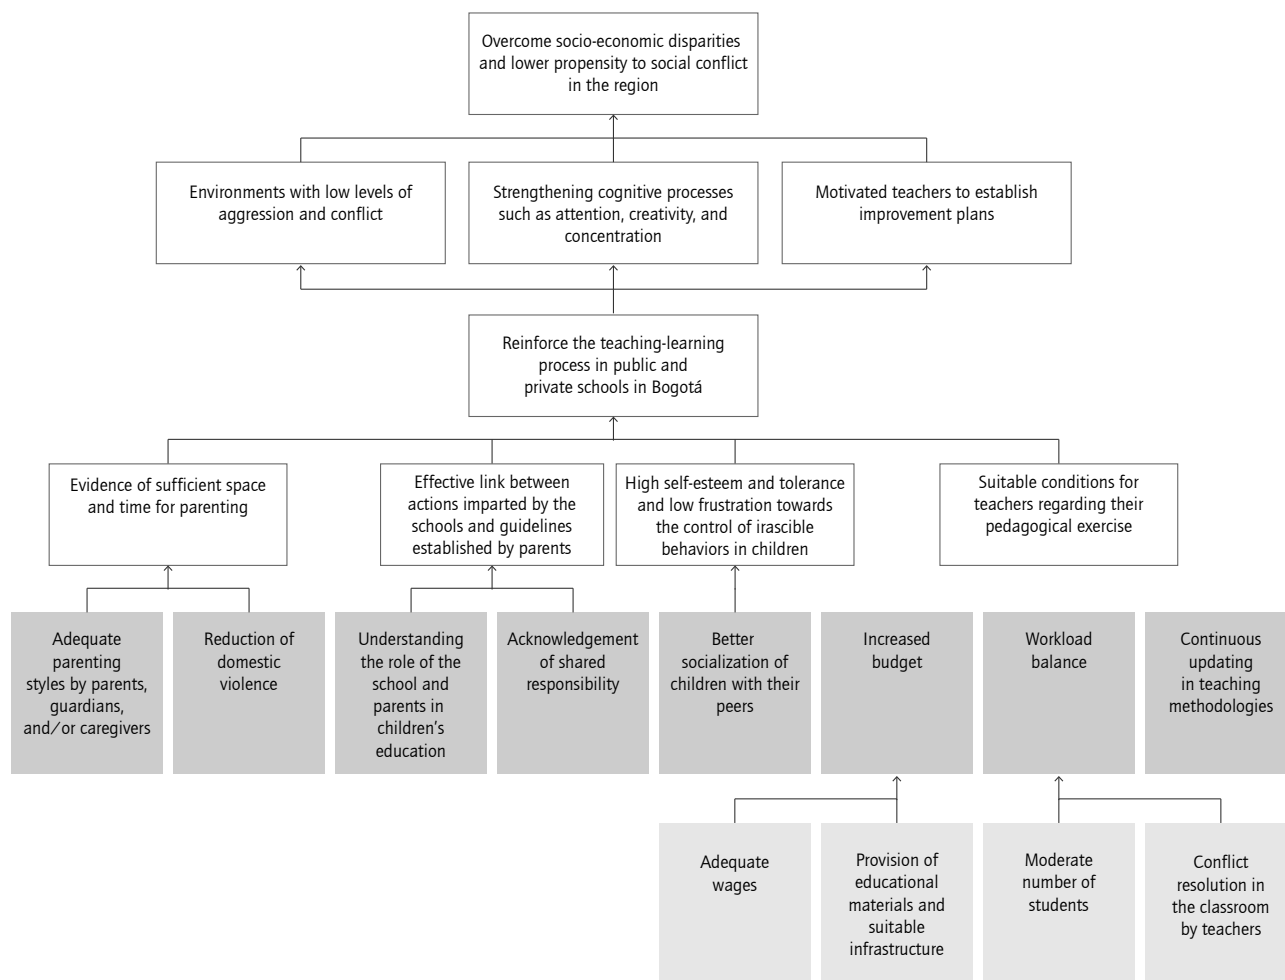 Overcome socio-economic disparities
and lower propensity to social conflict
in the region
Environments with low levels of
aggression and conflict
Strengthening cognitive processes
such as attention, creativity, and
concentration
Motivated teachers to establish
improvement plans
Reinforce the teaching-learning
process in public and
private schools in Bogotá
Evidence of sufficient space
and time for parenting
Effective link between
actions imparted by the
schools and guidelines
established by parents
High self-esteem and tolerance
and low frustration towards
the control of irascible
behaviors in children
Suitable conditions for
teachers regarding their
pedagogical exercise
Adequate
parenting
styles by parents,
guardians,
and/or caregivers
Reduction of
domestic
violence
Understanding
the role of the
school and
parents in
children’s
education
Acknowledgement
of shared
responsibility
Better
socialization of
children with their
peers
Increased
budget
Workload
balance
Continuous
updating
in teaching
methodologies
Adequate
wages
Provision of
educational
materials and
suitable
infrastructure
Moderate
number of
students
Conflict
resolution in
the classroom
by teachers